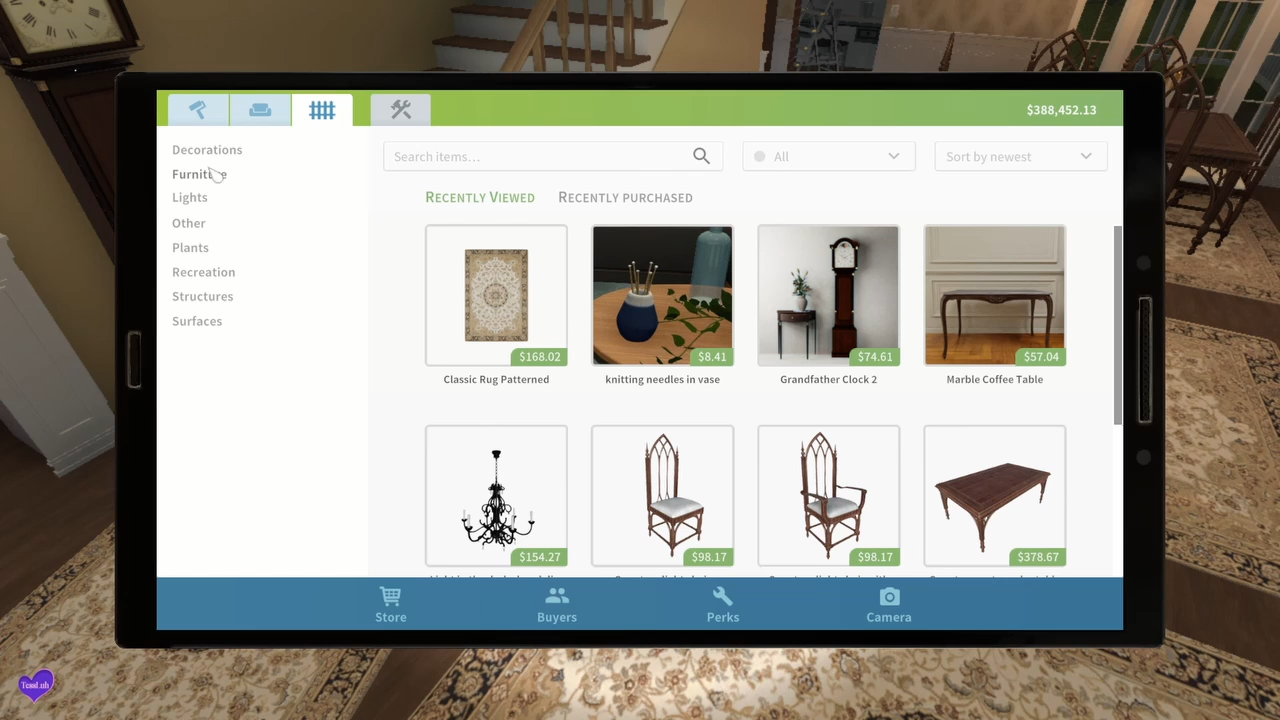 $388,452.13
Decorations
Furniture
Lights
Other
Plants
Recreation
Structures
Surfaces
Search items...
All
Sort by newest
Recently Viewed
Recently purchased
$168.02
$8.41
$74.61
$57.04
Classic Rug Patterned
knitting needles in vase
Grandfather Clock 2
Marble Coffee Table
$154.27
$98.17
$98.17
$378.67
Store
Buyers
Perks
Camera